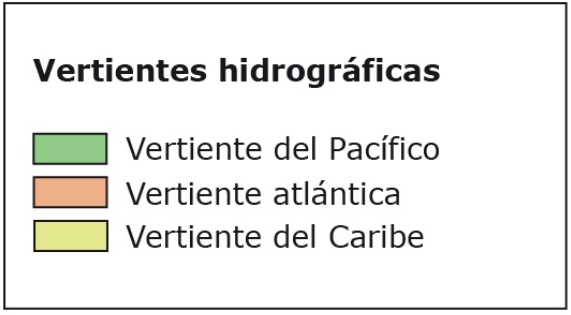 Vertientes hidrográficas
Vertiente del Pacífico
Vertiente atlántica
Vertiente del Caribe